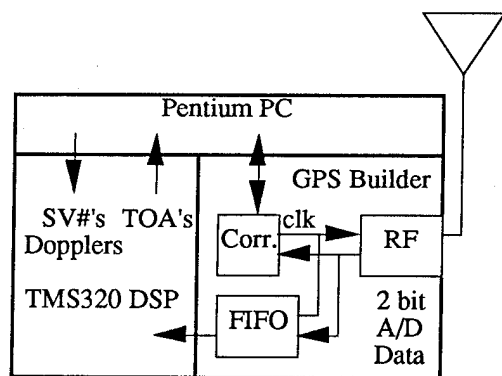 Pentium PC
GPS Builder
SV#'s TOA's
Dopplers
clk
Corr.
RF
TMS320 DSP
FIFO
2 bit
A/D
Data